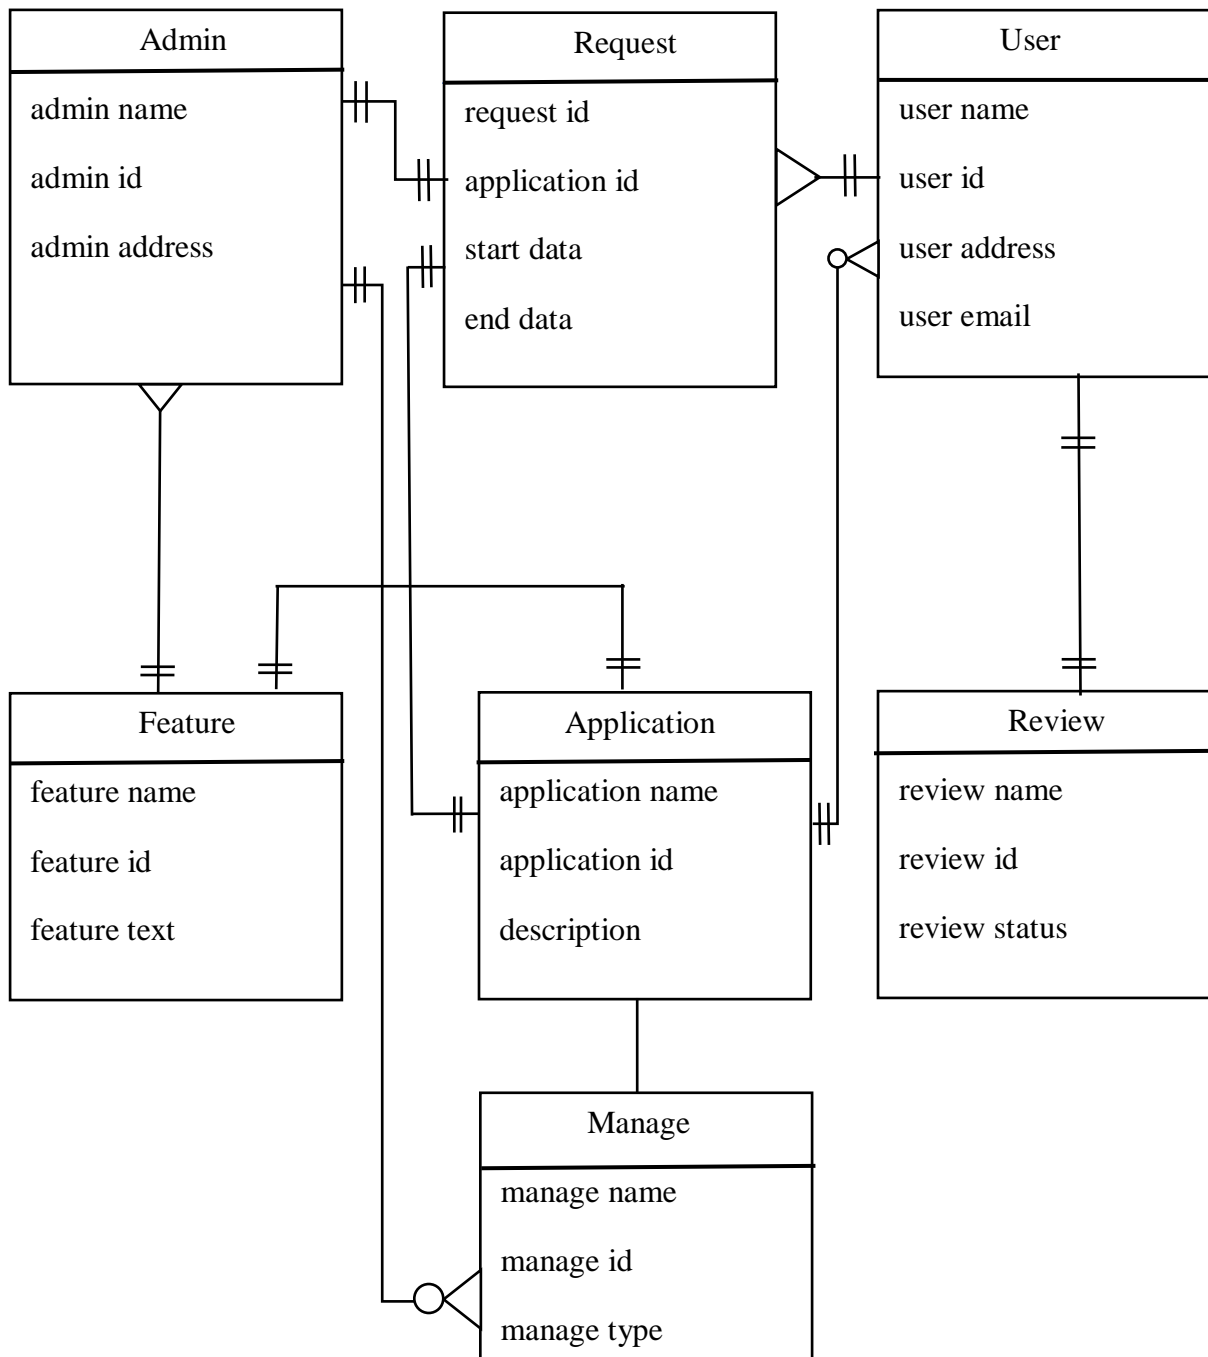 Admin
admin name
admin id
admin address
Request
request id
application id
start data
end data
User
user name
user id
user address
user email
Feature
feature name
feature id
feature text
Application
application name
application id
description
Review
review name
review id
review status
Manage
manage name
manage id
manage type